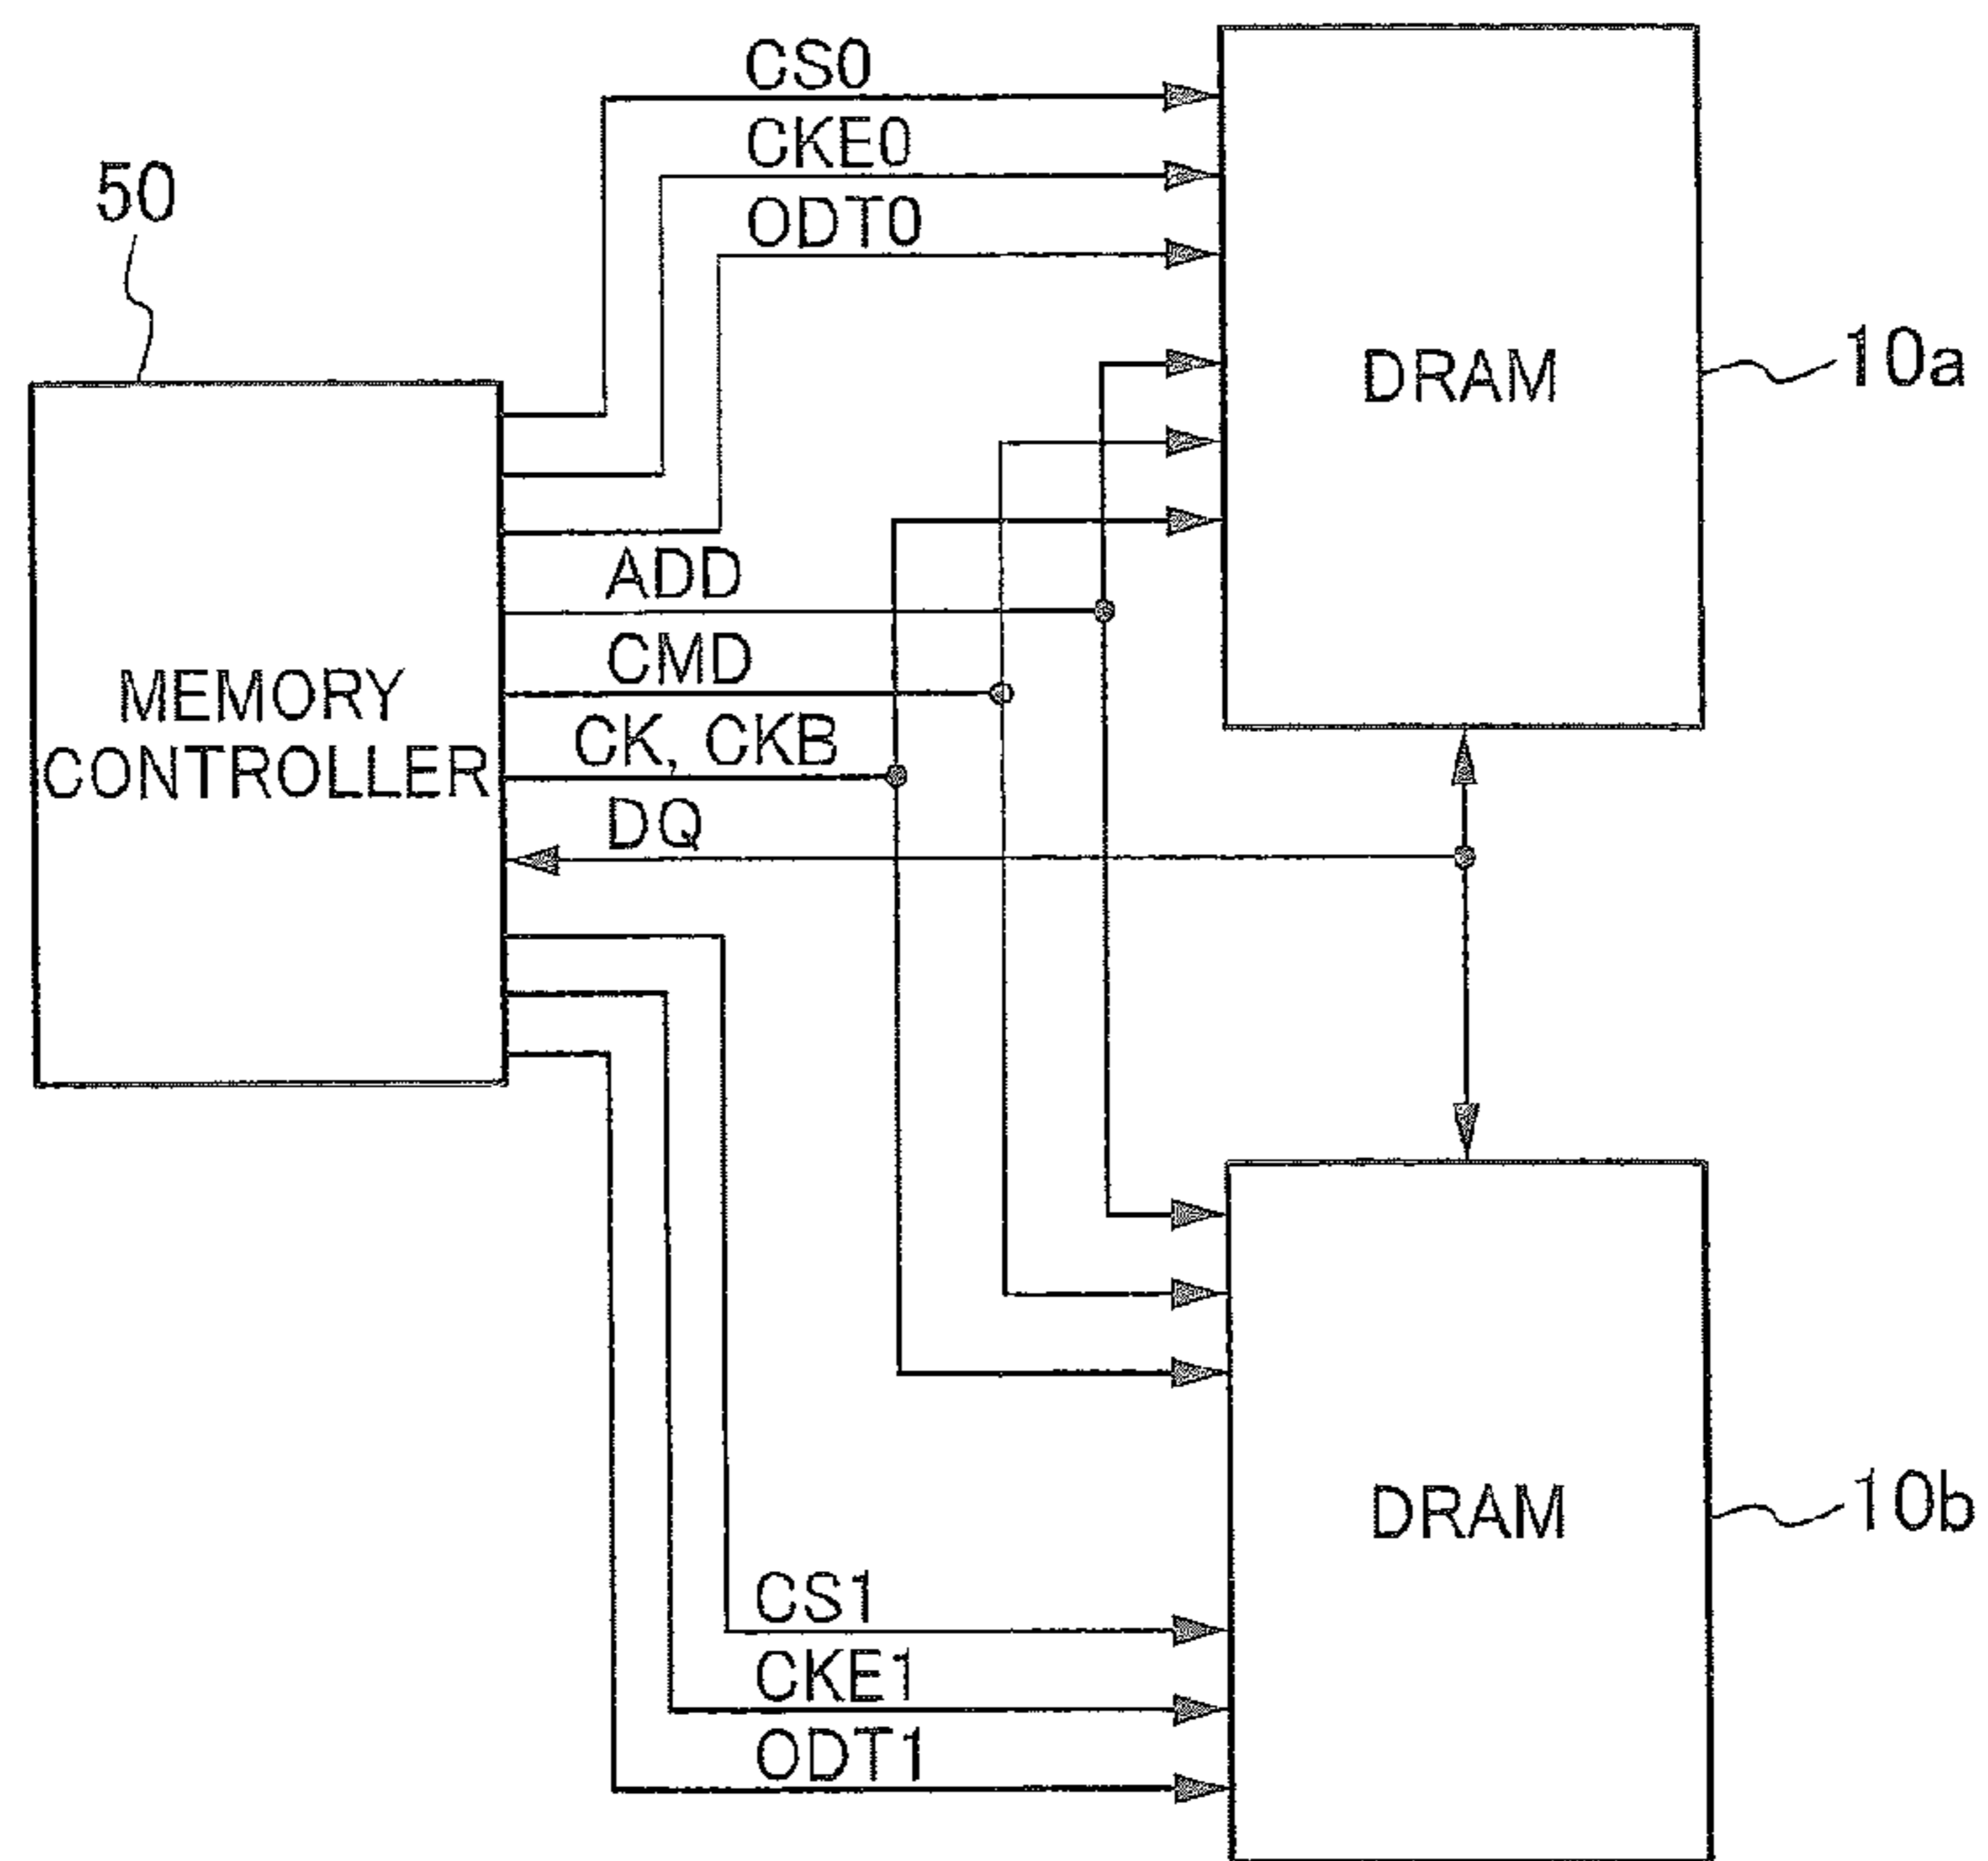 CS0
CKE0
50
ODT0
DRAM
10a
ADD
CMD
MEMORY
CONTROLLER
CK, CKB
DQ
DRAM
10b
CS1
CKE1
ODT1